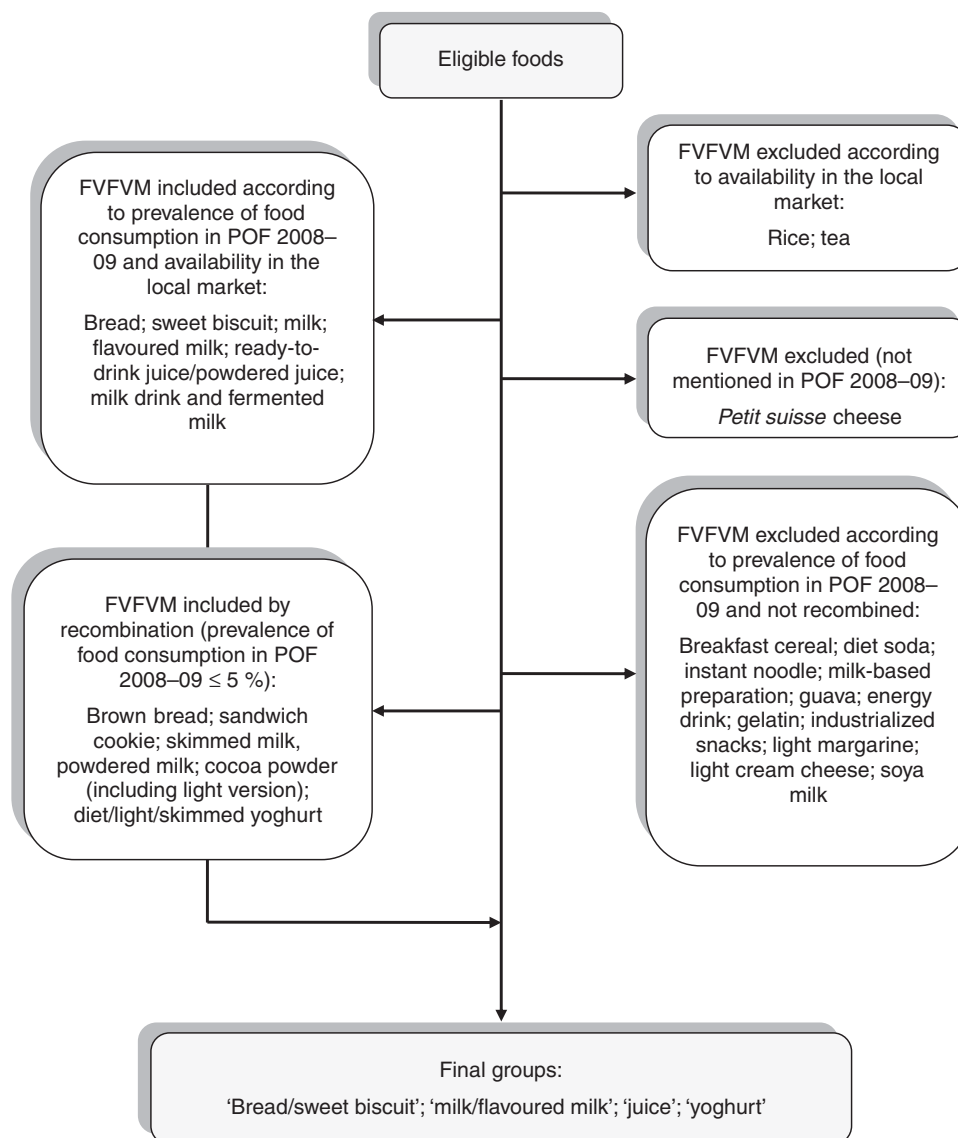 Eligible foods
FVFVM excluded according
to availability in the local
market:
Rice; tea
FVFVM included according
to prevalence of food
consumption in POF 2008–
09 and availability in the
local market:
Bread; sweet biscuit; milk;
flavoured milk; ready-to-
drink juice/powdered juice;
milk drink and fermented
milk
FVFVM excluded (not
mentioned in POF 2008–09):
Petit suisse cheese
FVFVM excluded according
to prevalence of food
consumption in POF 2008–
09 and not recombined:
Breakfast cereal; diet soda;
instant noodle; milk-based
preparation; guava; energy
drink; gelatin; industrialized
snacks; light margarine;
light cream cheese; soya
milk
FVFVM included by
recombination (prevalence of
food consumption in POF
2008–09 ≤ 5 %):
Brown bread; sandwich
cookie; skimmed milk,
powdered milk; cocoa powder
(including light version);
diet/light/skimmed yoghurt
Final groups:
‘Bread/sweet biscuit’; ‘milk/flavoured milk’; ‘juice’; ‘yoghurt’